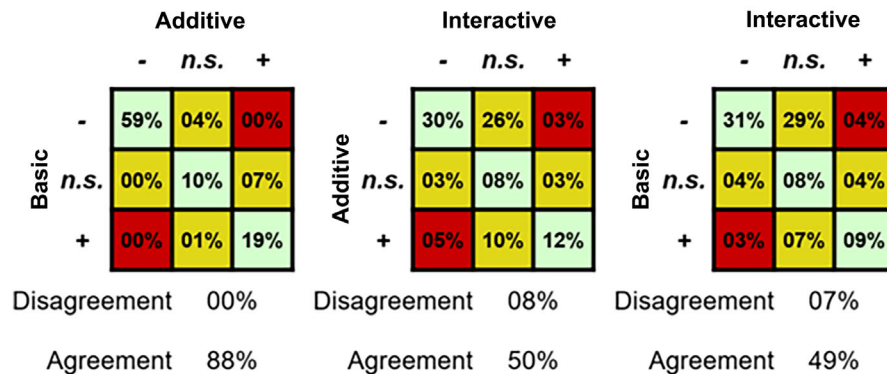 Additive Interactive Interactive
- n.s. + - n.s. + - n.s. +
- 59% 04% 00% - 30% 26% 03% - 31% 29% 04%
Basic n.s. 00% 10% 07% Additive n.s. 03% 08% 03% Basic n.s. 04% 08% 04%
+ 00% 01% 19% + 05% 10% 12% + 03% 07% 09%
Disagreement 00% Disagreement 08% Disagreement 07%
Agreement 88% Agreement 50% Agreement 49%